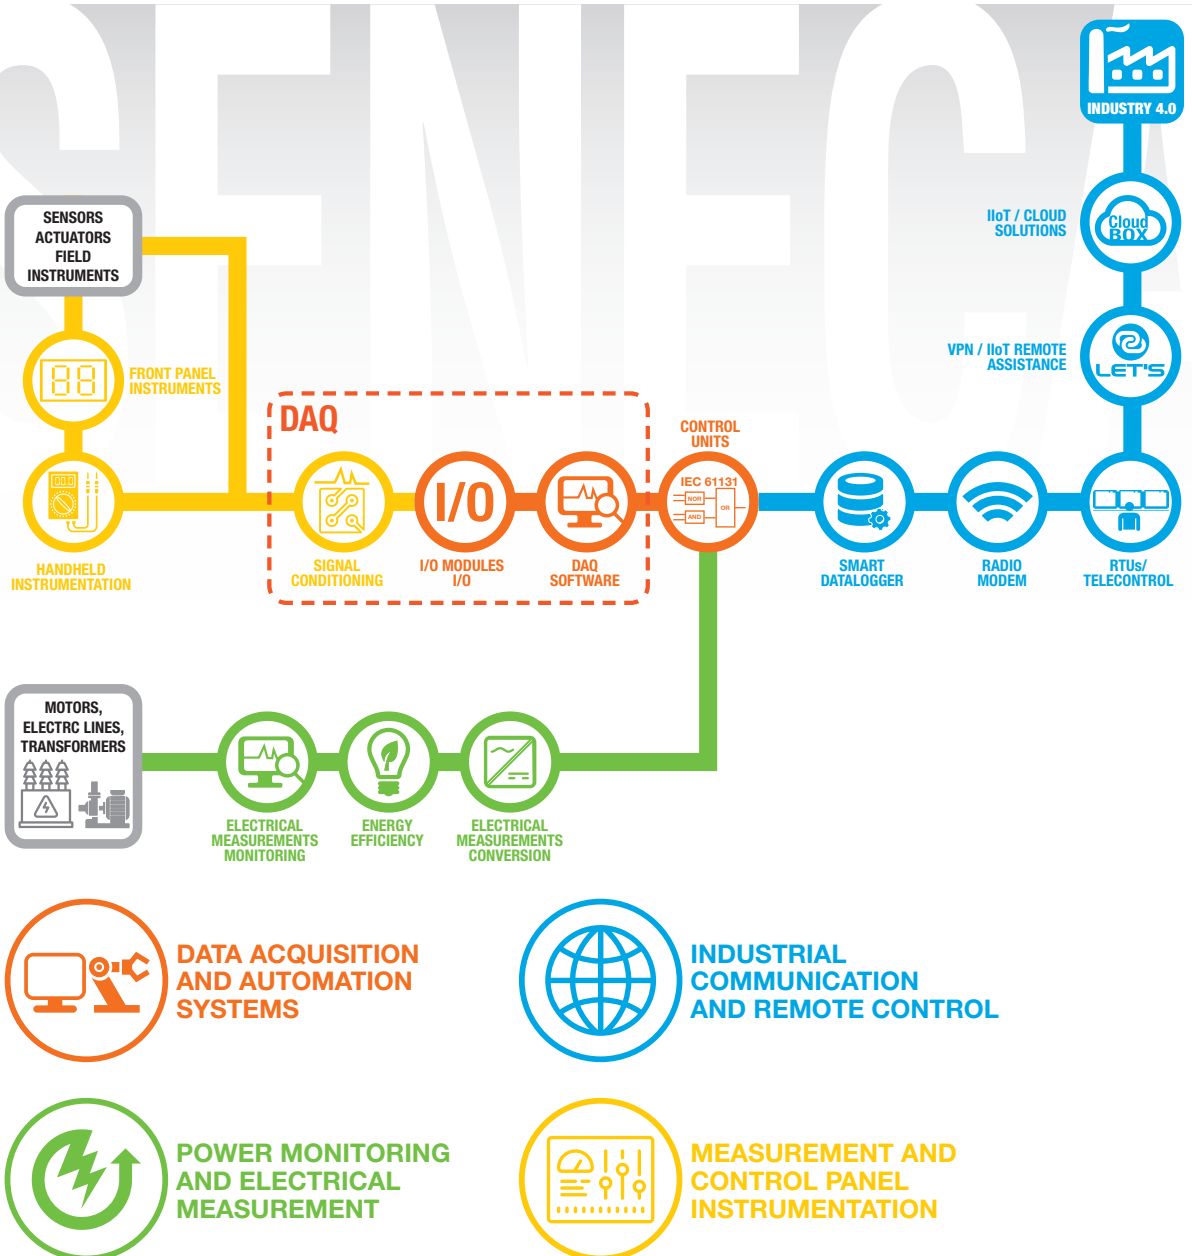 SENECA
INDUSTRY 4.0
SENSORS
ACTUATORS
FIELD
INSTRUMENTS
IIoT / CLOUD
SOLUTIONS
Cloud
BOX
VPN / IIoT REMOTE
ASSISTANCE
LET'S
88
FRONT PANEL
INSTRUMENTS
DAQ
CONTROL
UNITS
00.0
I/O
IEC 61131
NOR
AND
OR
HANDHELD
INSTRUMENTATION
SIGNAL
CONDITIONING
I/O MODULES
I/O
DAQ
SOFTWARE
SMART
DATALOGGER
RADIO
MODEM
RTUs/
TELECONTROL
MOTORS,
ELECTRC LINES,
TRANSFORMERS
ELECTRICAL
MEASUREMENTS
MONITORING
ENERGY
EFFICIENCY
ELECTRICAL
MEASUREMENTS
CONVERSION
DATA ACQUISITION
AND AUTOMATION
SYSTEMS
INDUSTRIAL
COMMUNICATION
AND REMOTE CONTROL
POWER MONITORING
AND ELECTRICAL
MEASUREMENT
MEASUREMENT AND
CONTROL PANEL
INSTRUMENTATION